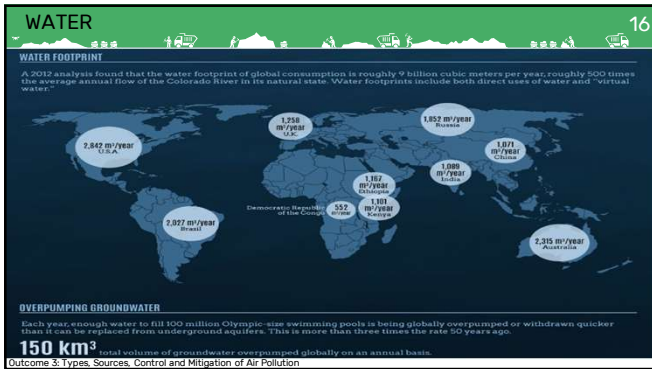 WATER
16
WATER FOOTPRINT
A 2012 analysis found that the water footprint of global consumption is roughly 9 billion cubic meters per year, roughly 500 times
the average annual flow of the Colorado River in its natural state. Water footprints include both direct uses of water and "virtual
water."
2,842 m³/year
U.S.A.
1,258
m³/year
U.K.
1,852 m³/year
Russia
1,071
m³/year
China
1,089
m³/year
India
1,167
m³/year
Ethiopia
Democratic Republic
of the Congo
552
m³/year
1,101
m³/year
Kenya
2,027 m³/year
Brasil
2,315 m³/year
Australia
OVERPUMPING GROUNDWATER
Each year, enough water to fill 100 million Olympic-size swimming pools is being globally overpumped or withdrawn quicker
than it can be replaced from underground aquifers. This is more than three times the rate 50 years ago.
150 km³ total volume of groundwater overpumped globally on an annual basis.
Outcome 3: Types, Sources, Control and Mitigation of Air Pollution